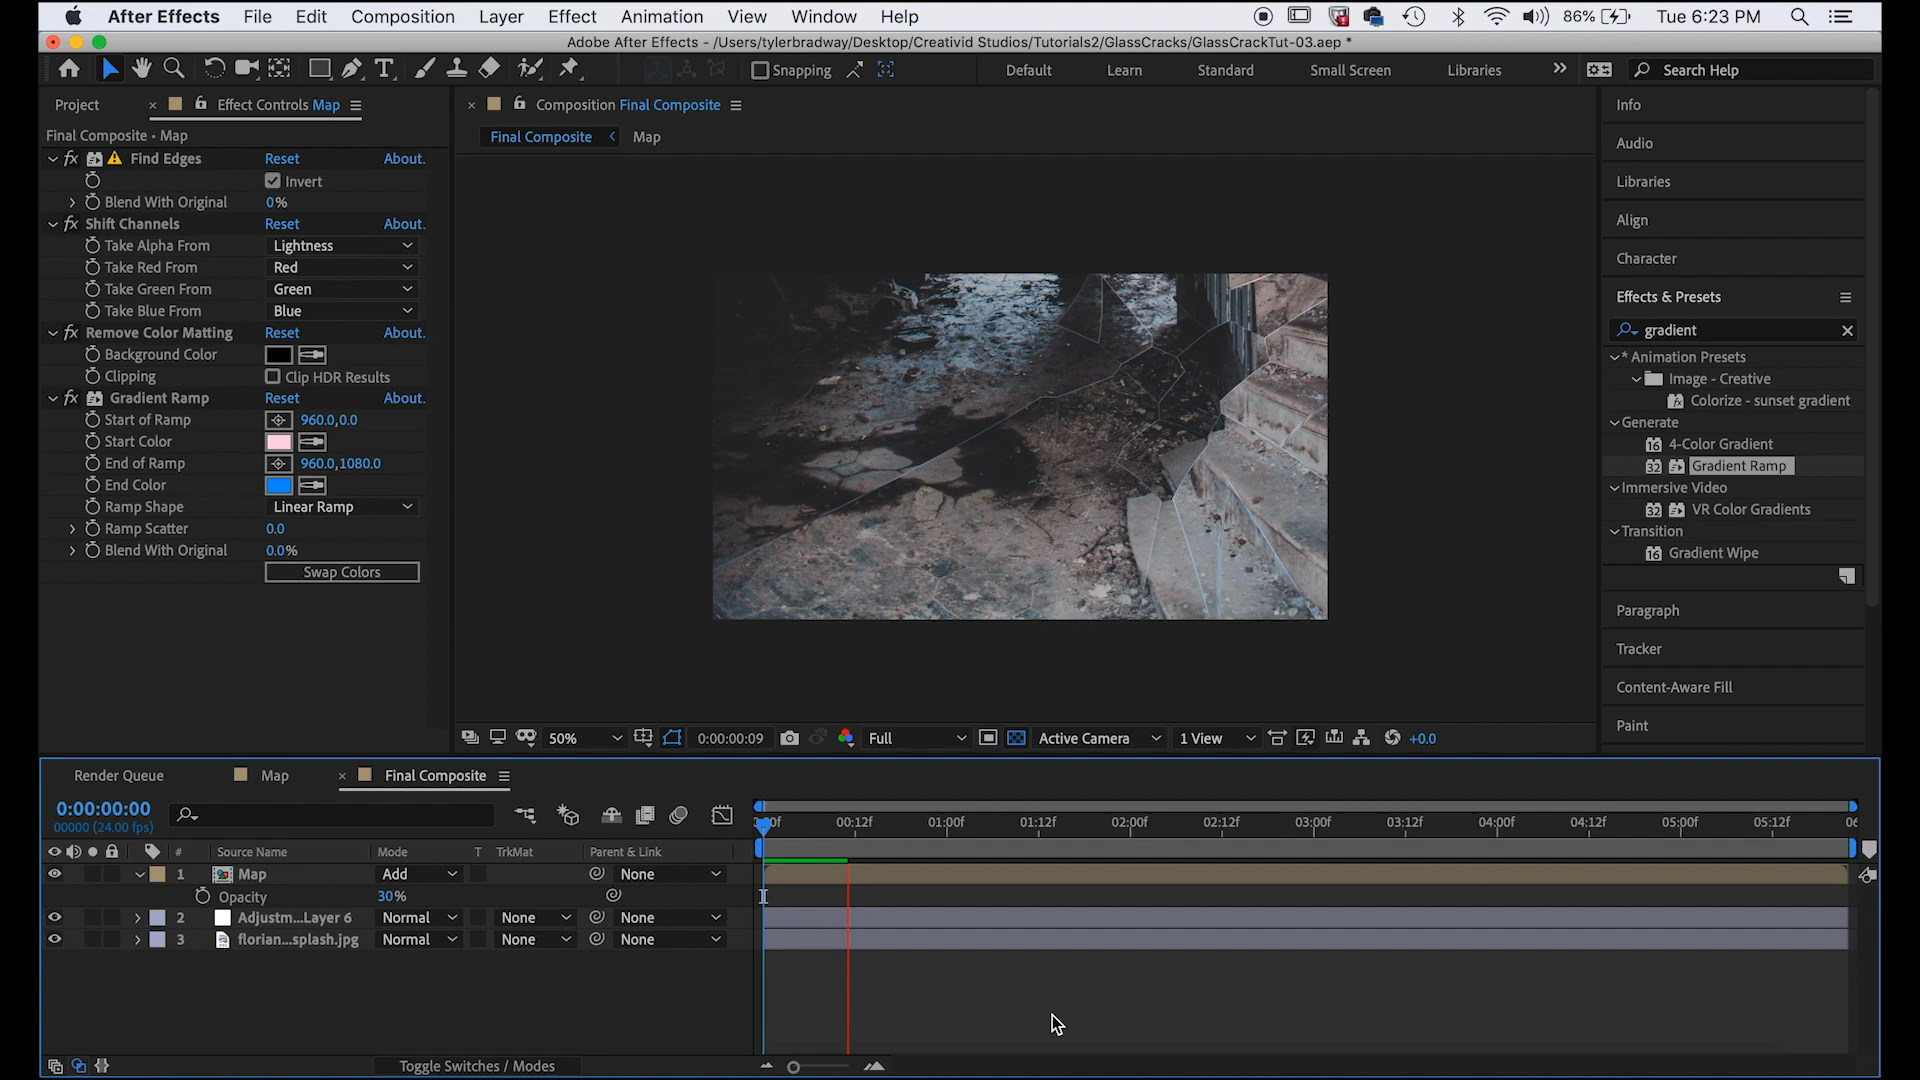 After Effects File Edit Composition Layer Effect Animation View Window Help 86% Tue 6:23 PM
Adobe After Effects - /Users/tylerbradway/Desktop/Creativid Studios/Tutorials2/GlassCracks/GlassCrackTut-03.aep *
Snapping Default Learn Standard Small Screen Libraries Search Help
Project Effect Controls Map
Final Composite • Map
fx Find Edges Reset About.
Invert
Blend With Original 0%
fx Shift Channels Reset About.
Take Alpha From Lightness
Take Red From Red
Take Green From Green
Take Blue From Blue
fx Remove Color Matting Reset About.
Background Color
Clipping Clip HDR Results
fx Gradient Ramp Reset About.
Start of Ramp 960.0,0.0
Start Color
End of Ramp 960.0,1080.0
End Color
Ramp Shape Linear Ramp
Ramp Scatter 0.0
Blend With Original 0.0%
Swap Colors
Composition Final Composite
Final Composite Map
50% 0:00:00:09 Full Active Camera 1 View +0.0
Info
Audio
Libraries
Align
Character
Effects & Presets
gradient
* Animation Presets
Image - Creative
Colorize - sunset gradient
Generate
16 4-Color Gradient
32 Gradient Ramp
Immersive Video
32 VR Color Gradients
Transition
16 Gradient Wipe
Paragraph
Tracker
Content-Aware Fill
Paint
Render Queue Map Final Composite
0:00:00:00
00000 (24.00 fps)
00:12f 01:00f 01:12f 02:00f 02:12f 03:00f 03:12f 04:00f 04:12f 05:00f 05:12f
# Source Name Mode T TrkMat Parent & Link
1 Map Add None
Opacity 30%
2 Adjustm...Layer 6 Normal None None
3 florian...splash.jpg Normal None None
Toggle Switches / Modes